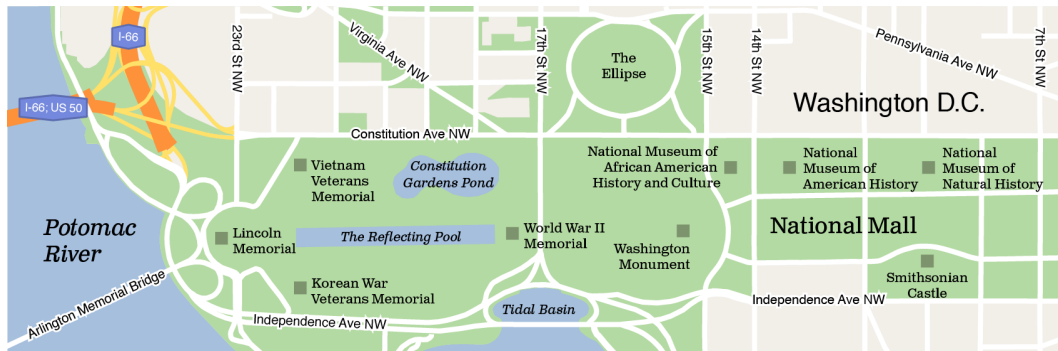 I-66
I-66; US 50
23rd St NW
Virginia Ave NW
17th St NW
The
Ellipse
15th St NW
14th St NW
Pennsylvania Ave NW
7th St NW
Washington D.C.
Constitution Ave NW
Vietnam
Veterans
Memorial
Constitution
Gardens Pond
National Museum of
African American
History and Culture
National
Museum of
American History
National
Museum of
Natural History
Potomac
River
Lincoln
Memorial
The Reflecting Pool
World War II
Memorial
Washington
Monument
National Mall
Smithsonian
Castle
Korean War
Veterans Memorial
Arlington Memorial Bridge
Independence Ave NW
Tidal Basin
Independence Ave NW